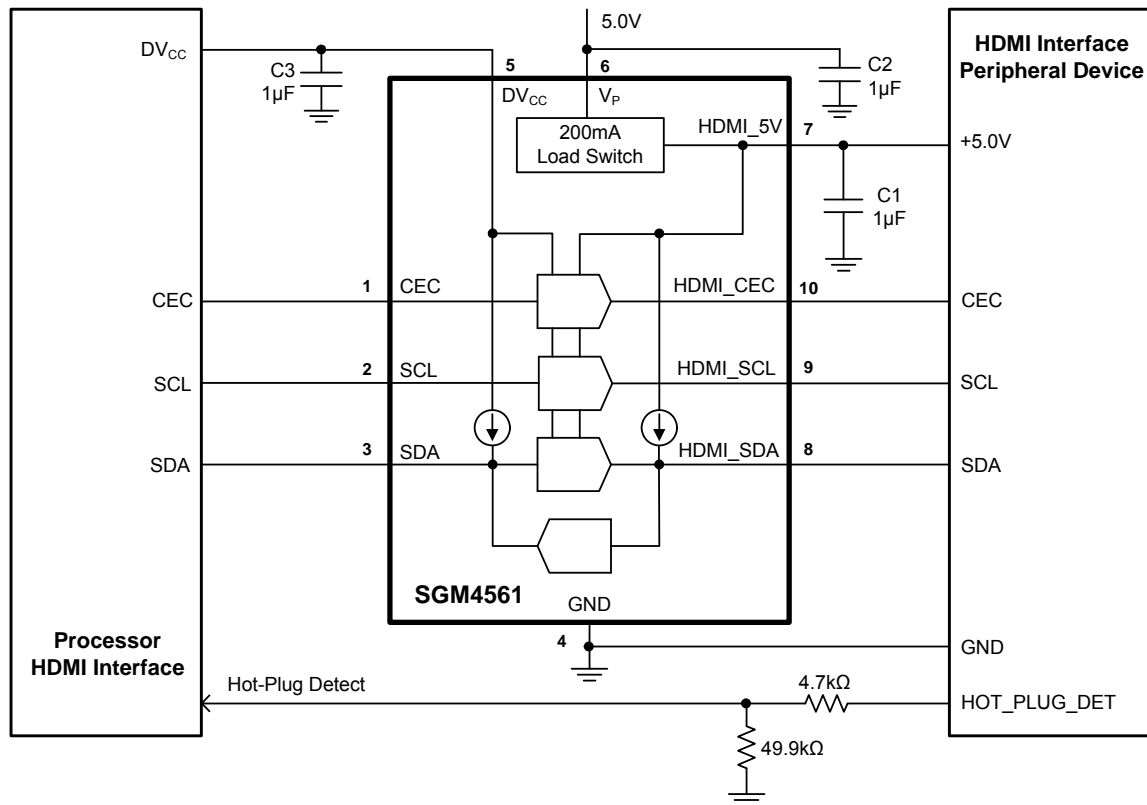 5.0V
DVCC
C3
1µF
5
6
C2
1µF
HDMI Interface
Peripheral Device
DVCC
VP
200mA
Load Switch
HDMI_5V
7
+5.0V
C1
1µF
CEC
1
CEC
HDMI_CEC
10
CEC
SCL
2
SCL
HDMI_SCL
9
SCL
SDA
3
SDA
HDMI_SDA
8
SDA
SGM4561
GND
4
GND
Processor
HDMI Interface
Hot-Plug Detect
4.7kΩ
HOT_PLUG_DET
49.9kΩ